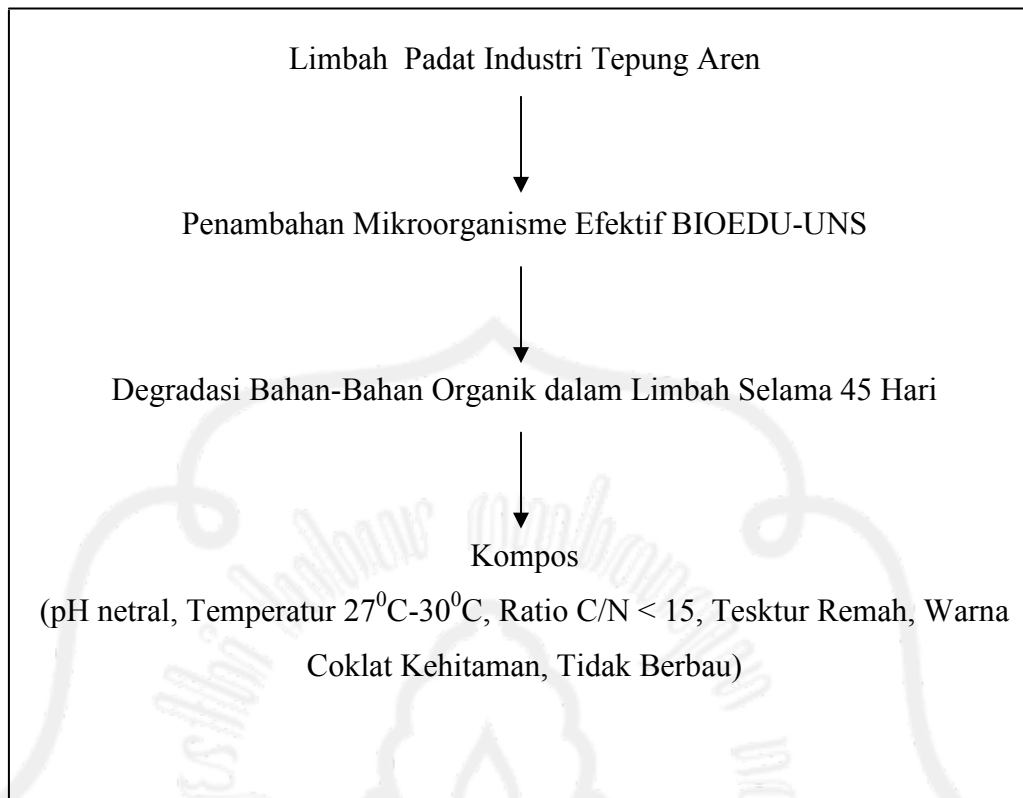 Limbah Padat Industri Tepung Aren
Penambahan Mikroorganisme Efektif BIOEDU-UNS
Degradasi Bahan-Bahan Organik dalam Limbah Selama 45 Hari
Kompos
(pH netral, Temperatur 27⁰C-30⁰C, Ratio C/N < 15, Tesktur Remah, Warna
Coklat Kehitaman, Tidak Berbau)